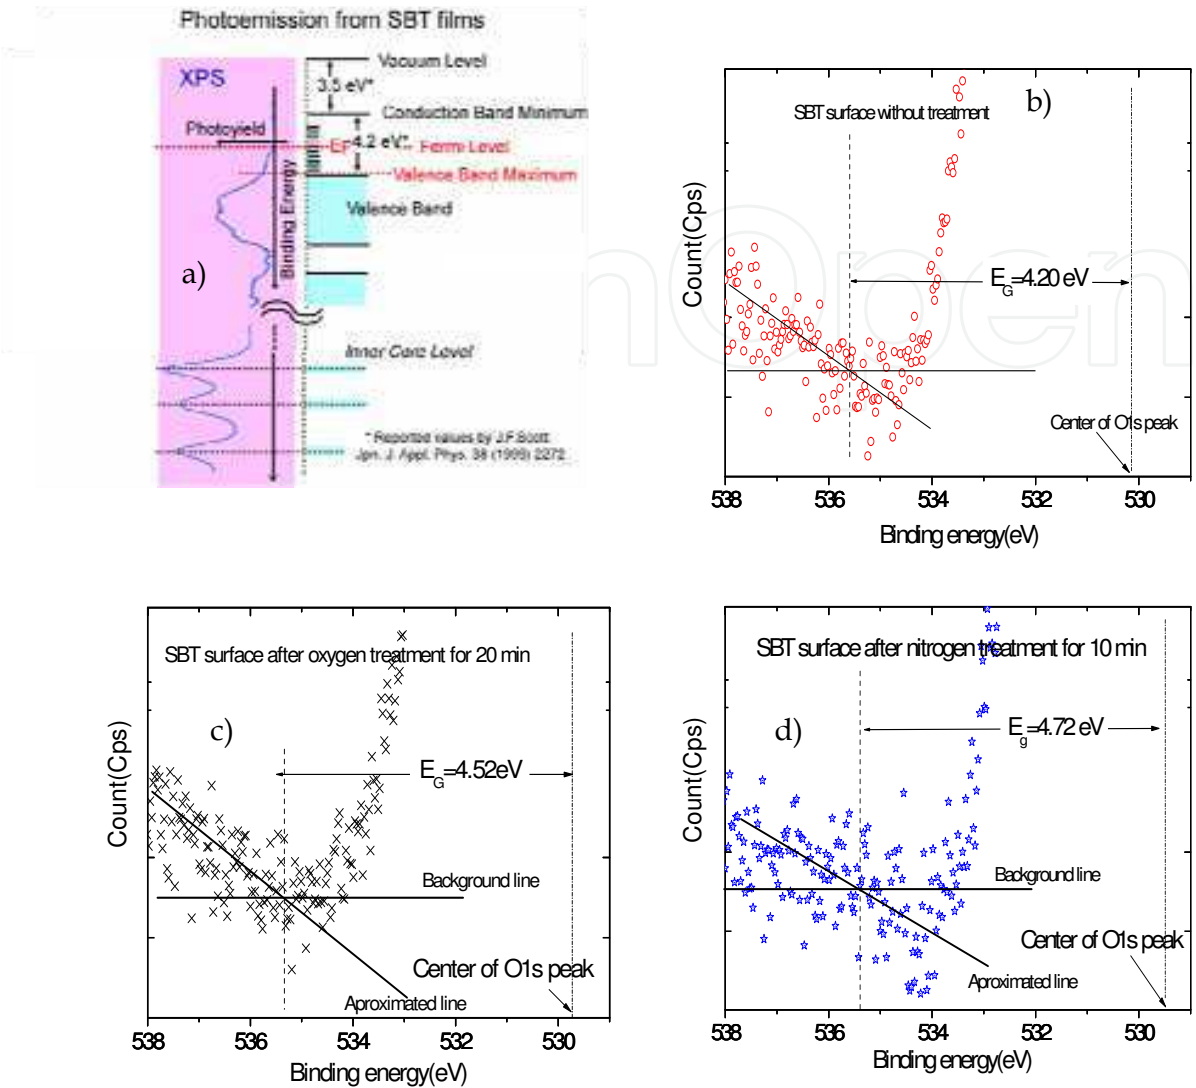 Photoemission from SBT films
XPS
Vacuum Level
3.5 eV*
Conduction Band Minimum
Photoyield
EF
4.2 eV*
Fermi Level
Valence Band Maximum
Binding Energy
Valence Band
a)
Inner Core Level
* Reported values by J.F.Scott
Jpn. J. Appl. Phys. 38 (1999) 2272
b)
SBT surface without treatment
Count(Cps)
E_G=4.20 eV
Center of O1s peak
538 536 534 532 530
Binding energy(eV)
SBT surface after oxygen treatment for 20 min
c)
Count(Cps)
E_G=4.52eV
Background line
Center of O1s peak
Aproximated line
538 536 534 532 530
Binding energy(eV)
SBT surface after nitrogen treatment for 10 min
d)
Count(Cps)
E_g=4.72 eV
Background line
Center of O1s peak
Aproximated line
538 536 534 532 530
Binding energy(eV)